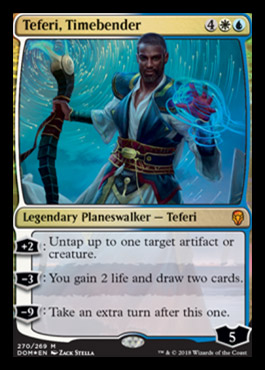 Teferi, Timebender 4
Legendary Planeswalker — Teferi
+2: Untap up to one target artifact or
creature.
−3: You gain 2 life and draw two cards.
−9: Take an extra turn after this one.
5
270/269 M
DOM★EN ZACK STELLA
™ & © 2018 Wizards of the Coast